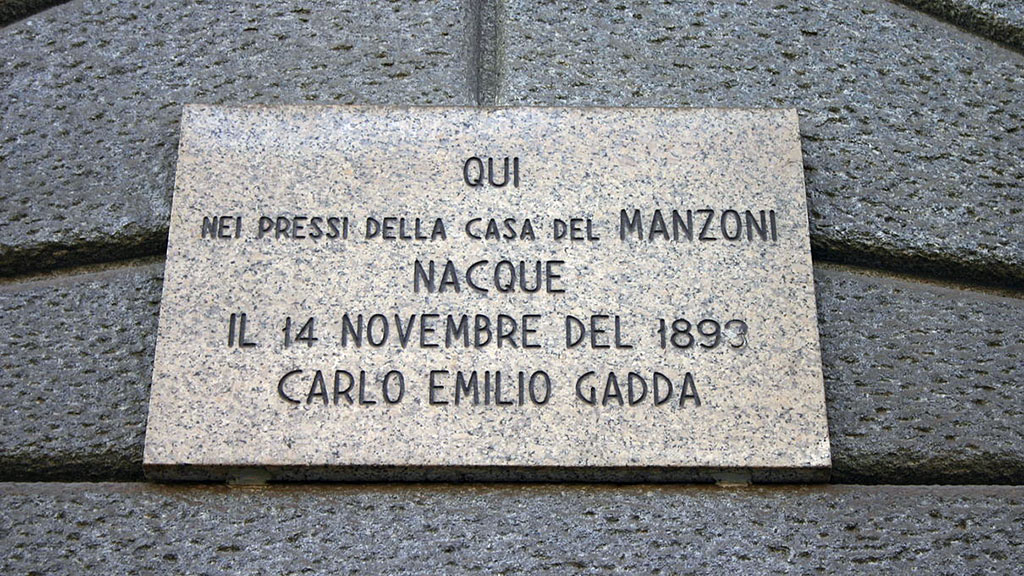 QUI
NEI PRESSI DELLA CASA DEL MANZONI
NACQUE
IL 14 NOVEMBRE DEL 1893
CARLO EMILIO GADDA